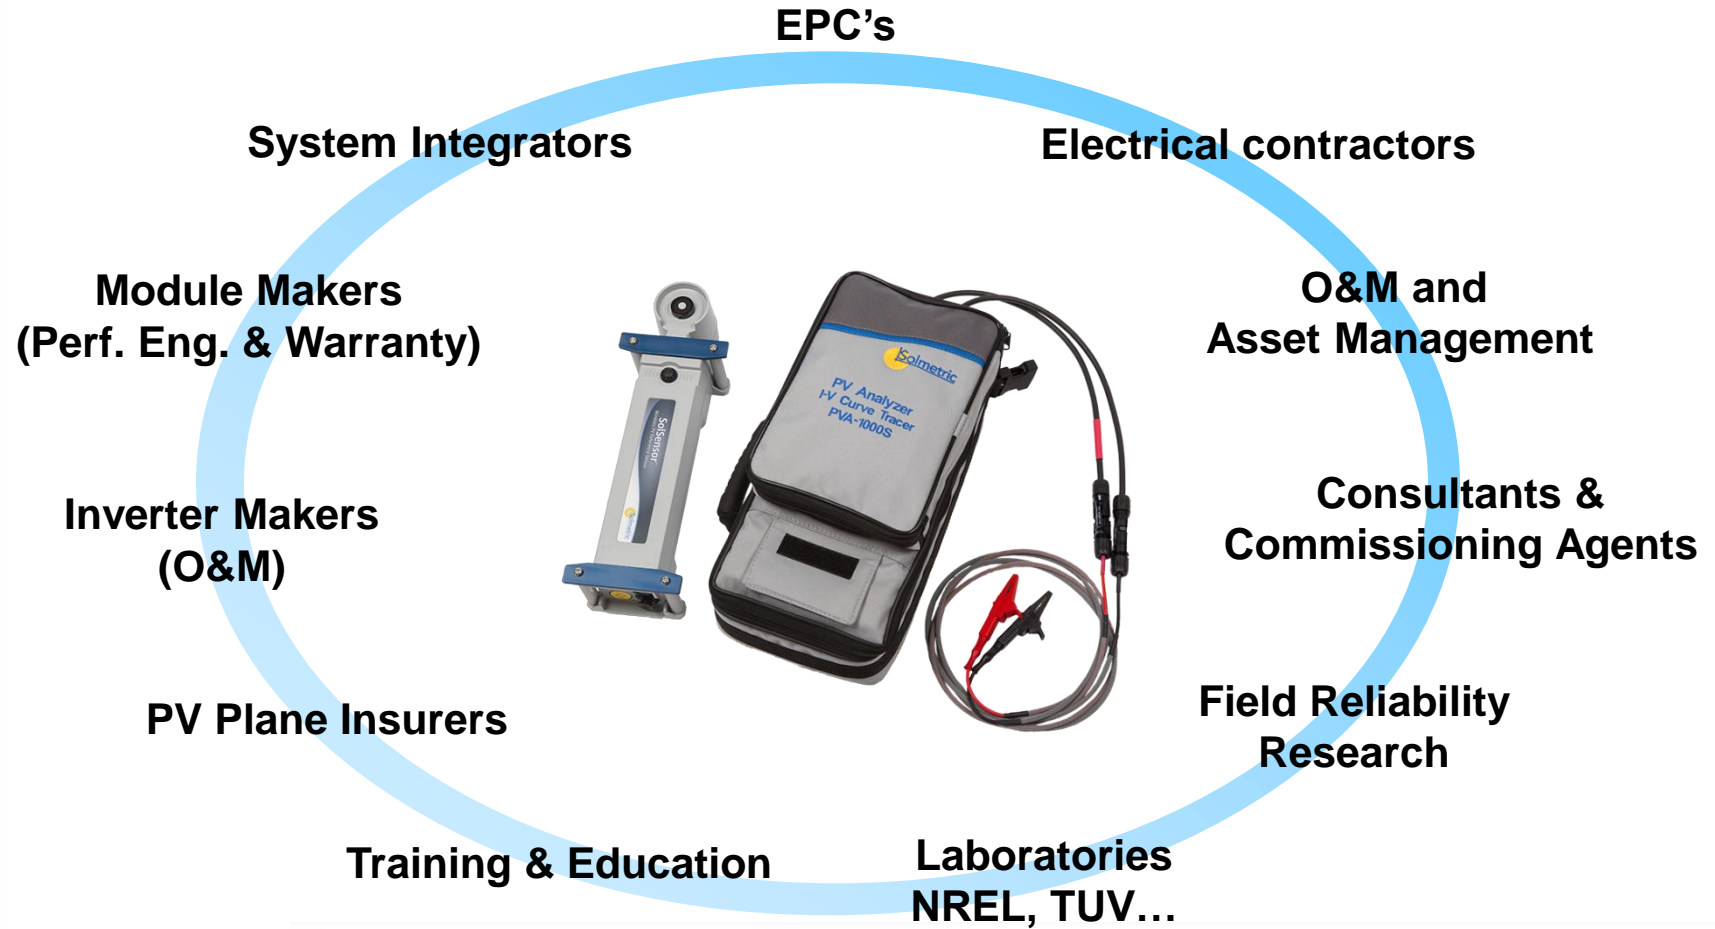 EPC’s
System Integrators
Electrical contractors
Module Makers
(Perf. Eng. & Warranty)
O&M and
Asset Management
Solmetric
PV Analyzer
I-V Curve Tracer
PVA-1000S
SolSensor
Solmetric
Inverter Makers
(O&M)
Consultants &
Commissioning Agents
PV Plane Insurers
Field Reliability
Research
Training & Education
Laboratories
NREL, TUV…